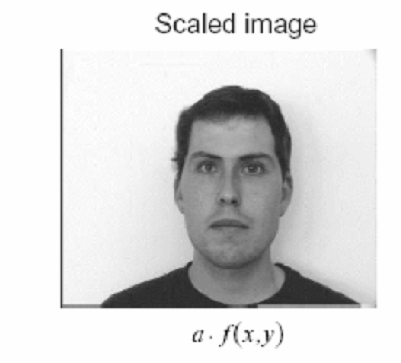 Scaled image
a · f(x,y)